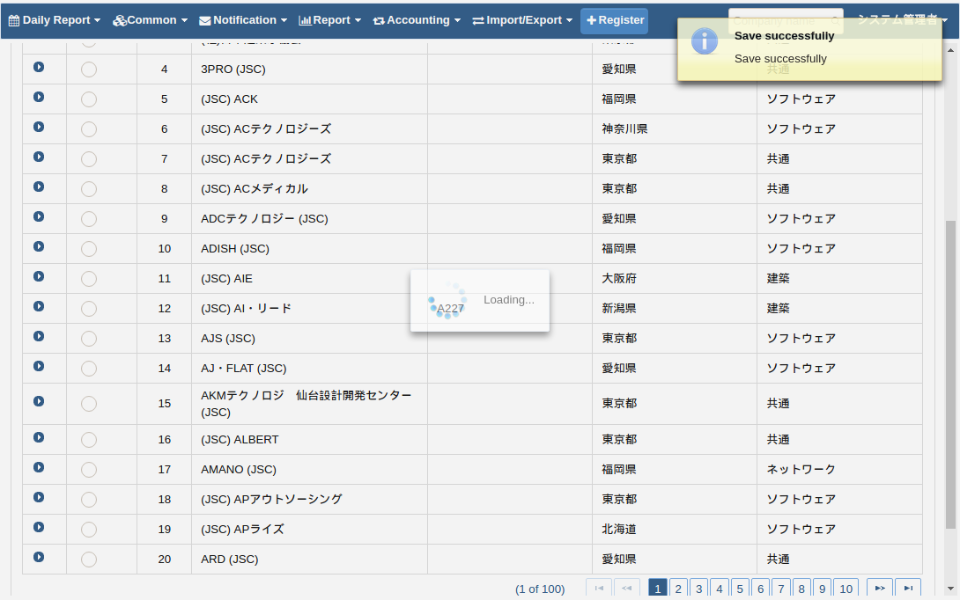 Daily Report Common Notification Report Accounting Import/Export Register システム管理者
Save successfully
Save successfully
4 3PRO (JSC) 愛知県 共通
5 (JSC) ACK 福岡県 ソフトウェア
6 (JSC) ACテクノロジーズ 神奈川県 ソフトウェア
7 (JSC) ACテクノロジーズ 東京都 共通
8 (JSC) ACメディカル 東京都 共通
9 ADCテクノロジー (JSC) 愛知県 ソフトウェア
10 ADISH (JSC) 福岡県 ソフトウェア
11 (JSC) AIE 大阪府 建築
A227 Loading...
12 (JSC) AI・リード 新潟県 建築
13 AJS (JSC) 東京都 ソフトウェア
14 AJ・FLAT (JSC) 愛知県 ソフトウェア
15 AKMテクノロジ　仙台設計開発センター
(JSC) 東京都 共通
16 (JSC) ALBERT 東京都 共通
17 AMANO (JSC) 福岡県 ネットワーク
18 (JSC) APアウトソーシング 東京都 ソフトウェア
19 (JSC) APライズ 北海道 ソフトウェア
20 ARD (JSC) 愛知県 共通
(1 of 100) 1 2 3 4 5 6 7 8 9 10